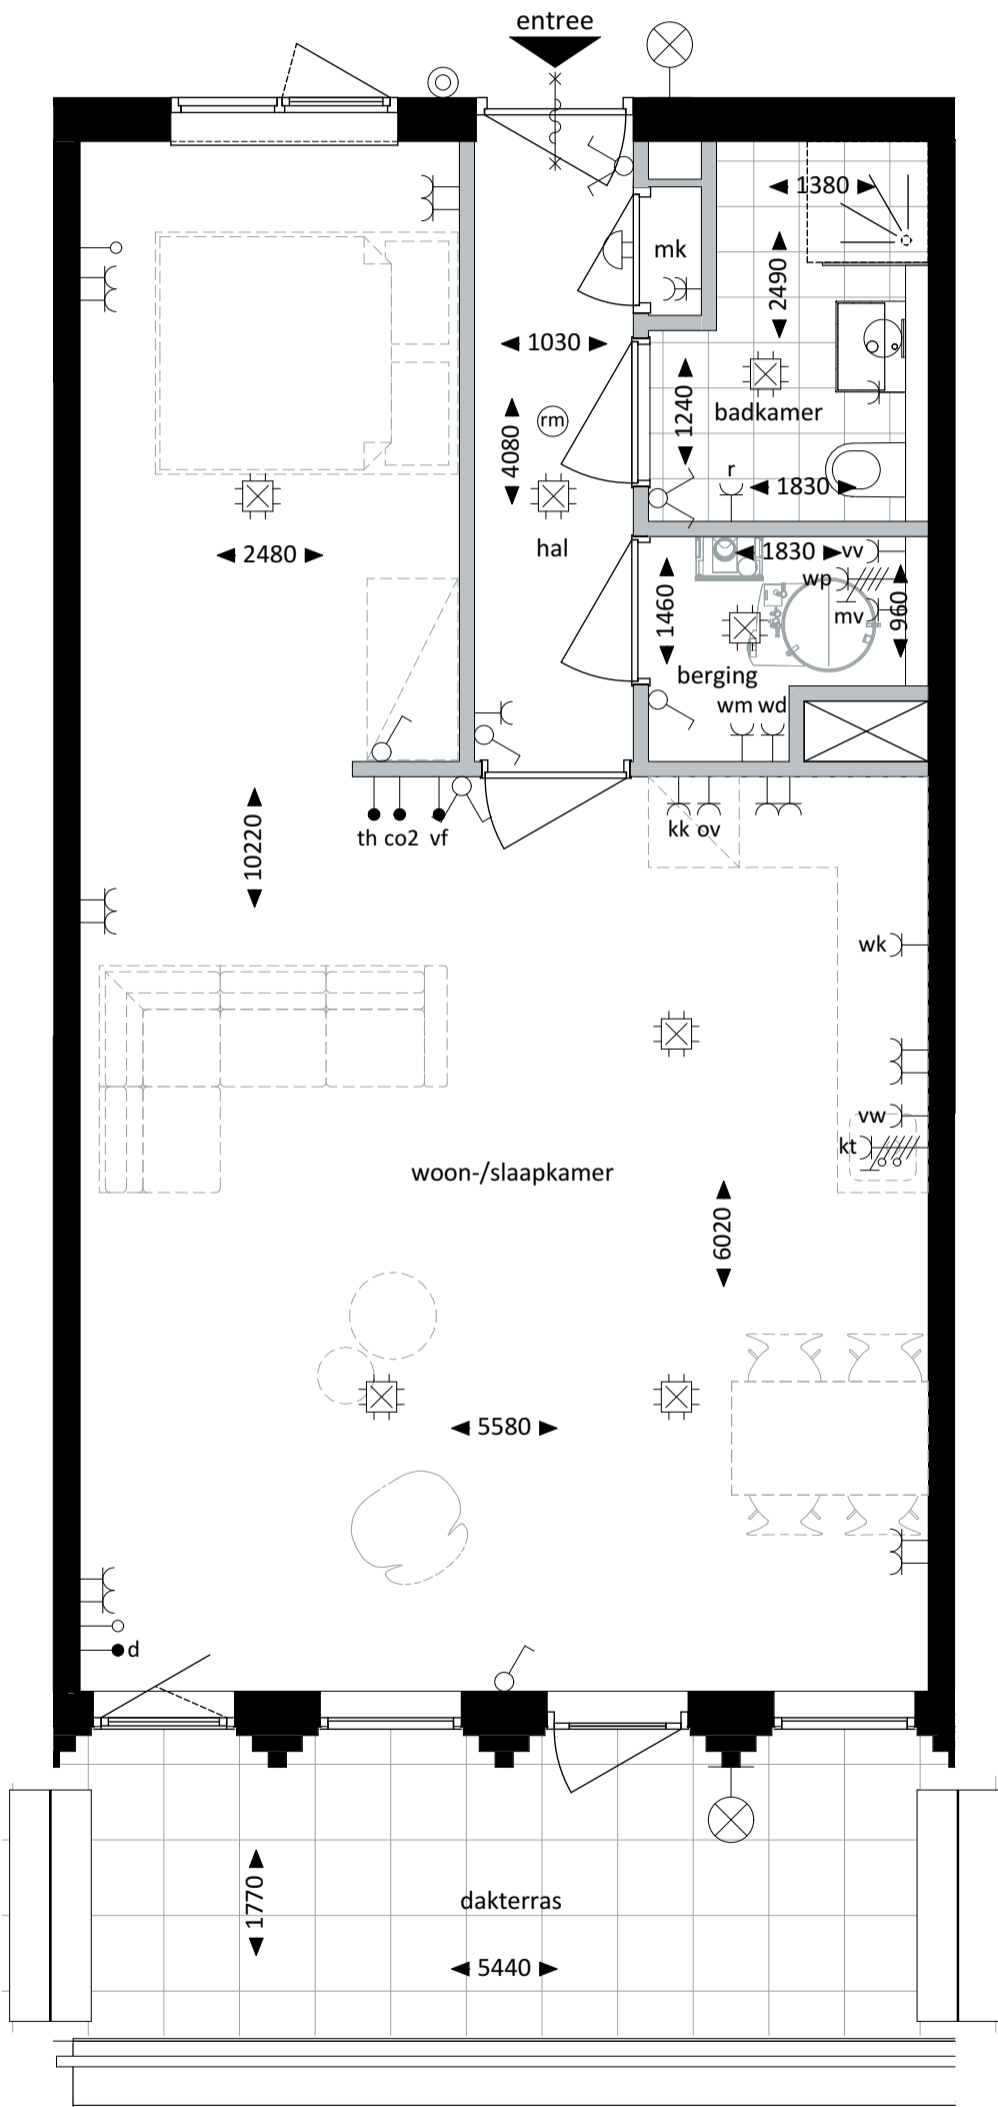 entree
1380
mk
2490
1030
1240
badkamer
rm
4080
r
1830
hal
2480
1830
vv
wp
1460
mv
960
berging
wm wd
10220
th co2 vf
kk ov
wk
vw
kt
woon-/slaapkamer
6020
5580
d
1770
dakterras
5440